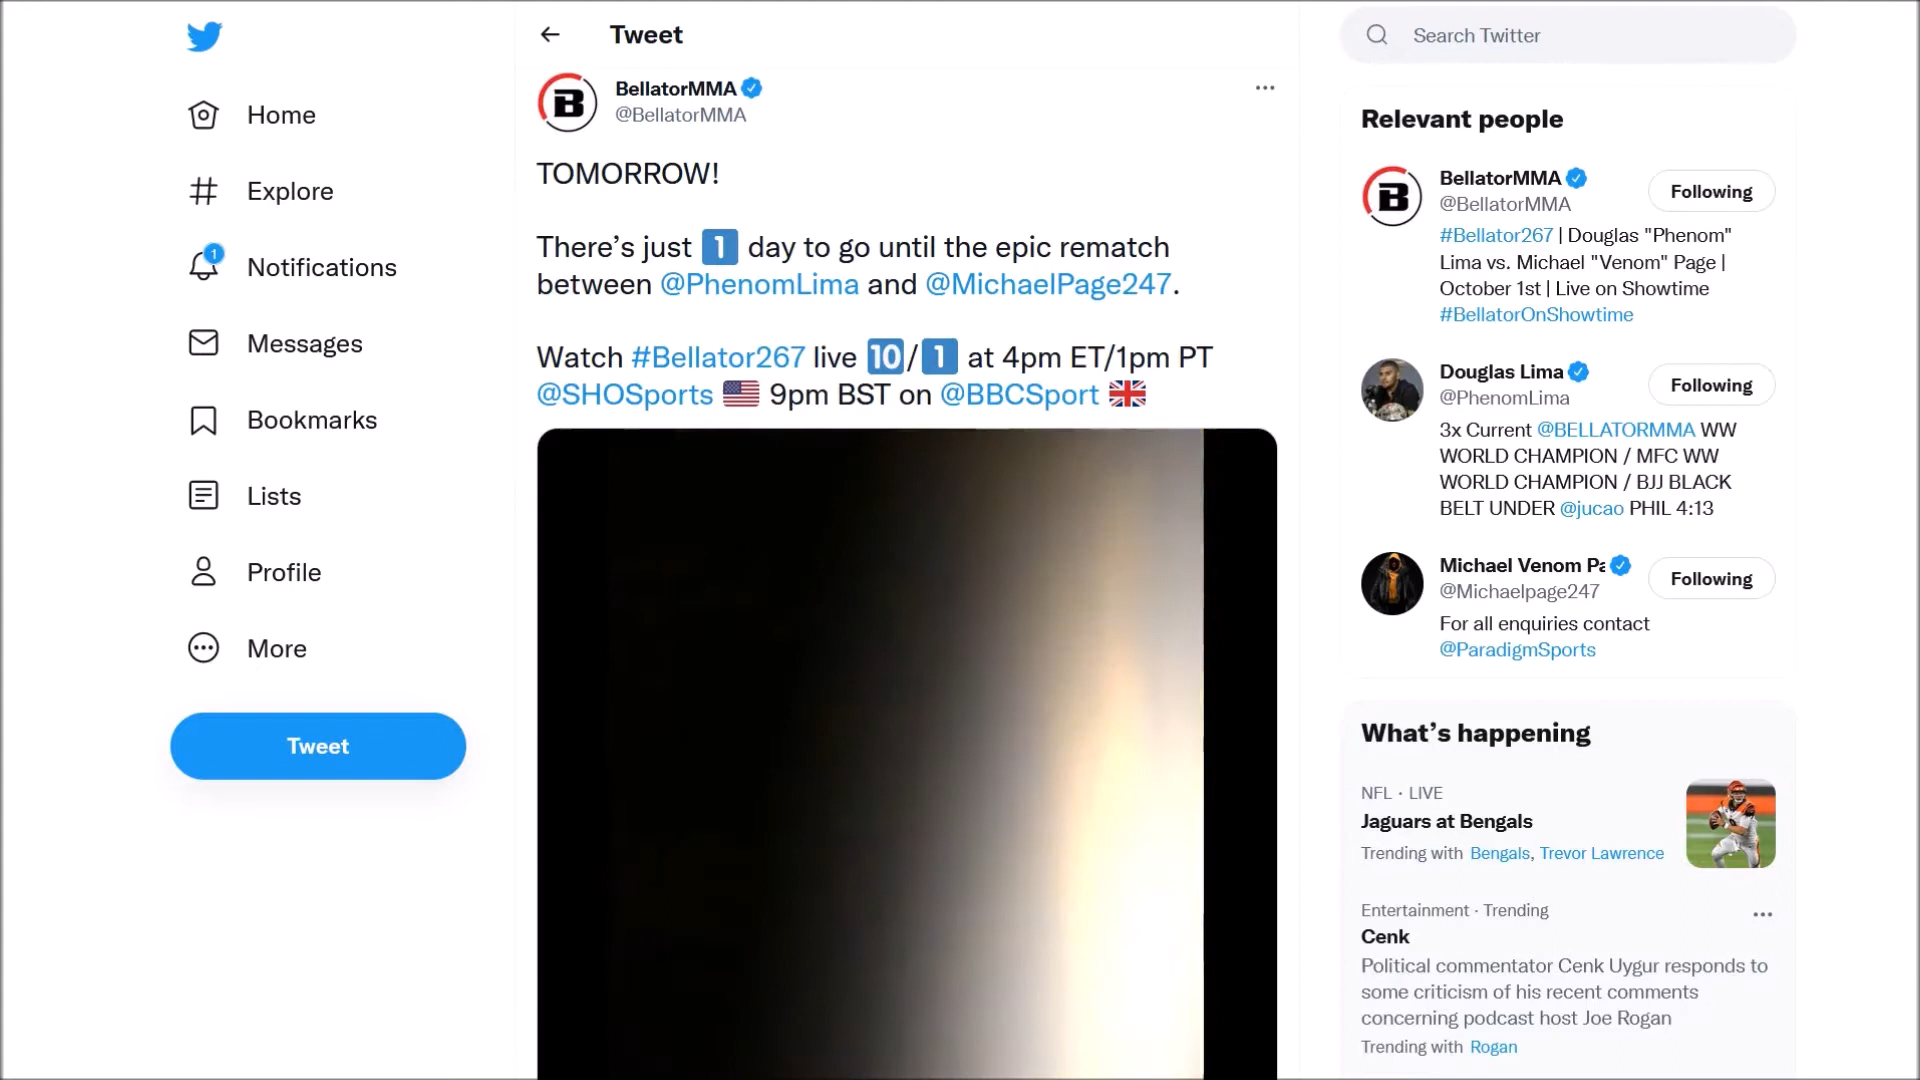 Home
Explore
1
Notifications
Messages
Bookmarks
Lists
Profile
More
Tweet
Tweet
B
BellatorMMA
@BellatorMMA
TOMORROW!
There's just 1️⃣ day to go until the epic rematch
between @PhenomLima and @MichaelPage247.
Watch #Bellator267 live 🔟/1️⃣ at 4pm ET/1pm PT
@SHOSports 🇺🇸 9pm BST on @BBCSport 🇬🇧
Search Twitter
Relevant people
B
BellatorMMA
@BellatorMMA
Following
#Bellator267 | Douglas "Phenom"
Lima vs. Michael "Venom" Page |
October 1st | Live on Showtime
#BellatorOnShowtime
Douglas Lima
@PhenomLima
Following
3x Current @BELLATORMMA WW
WORLD CHAMPION / MFC WW
WORLD CHAMPION / BJJ BLACK
BELT UNDER @jucao PHIL 4:13
Michael Venom Pa
@Michaelpage247
Following
For all enquiries contact
@ParadigmSports
What's happening
NFL · LIVE
Jaguars at Bengals
Trending with Bengals, Trevor Lawrence
Entertainment · Trending
Cenk
Political commentator Cenk Uygur responds to
some criticism of his recent comments
concerning podcast host Joe Rogan
Trending with Rogan